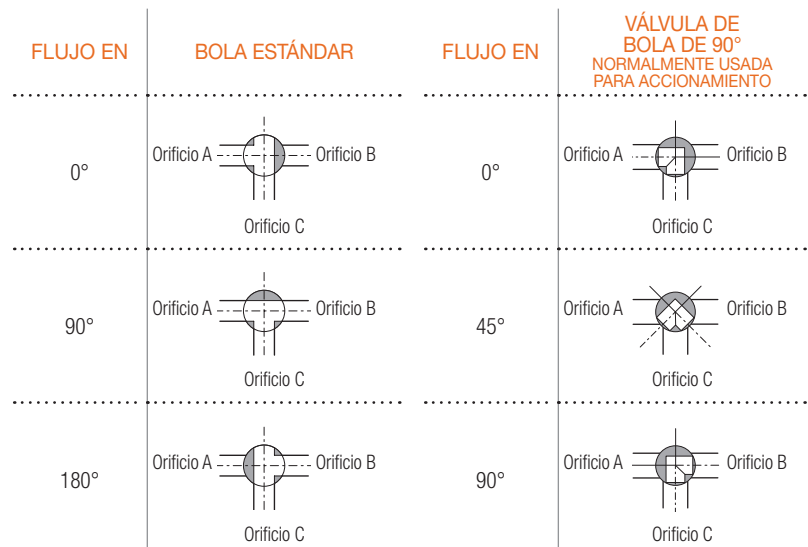 FLUJO EN
BOLA ESTÁNDAR
FLUJO EN
VÁLVULA DE
BOLA DE 90°
NORMALMENTE USADA
PARA ACCIONAMIENTO
0°
Orificio A
Orificio B
Orificio C
0°
Orificio A
Orificio B
Orificio C
90°
Orificio A
Orificio B
Orificio C
45°
Orificio A
Orificio B
Orificio C
180°
Orificio A
Orificio B
Orificio C
90°
Orificio A
Orificio B
Orificio C